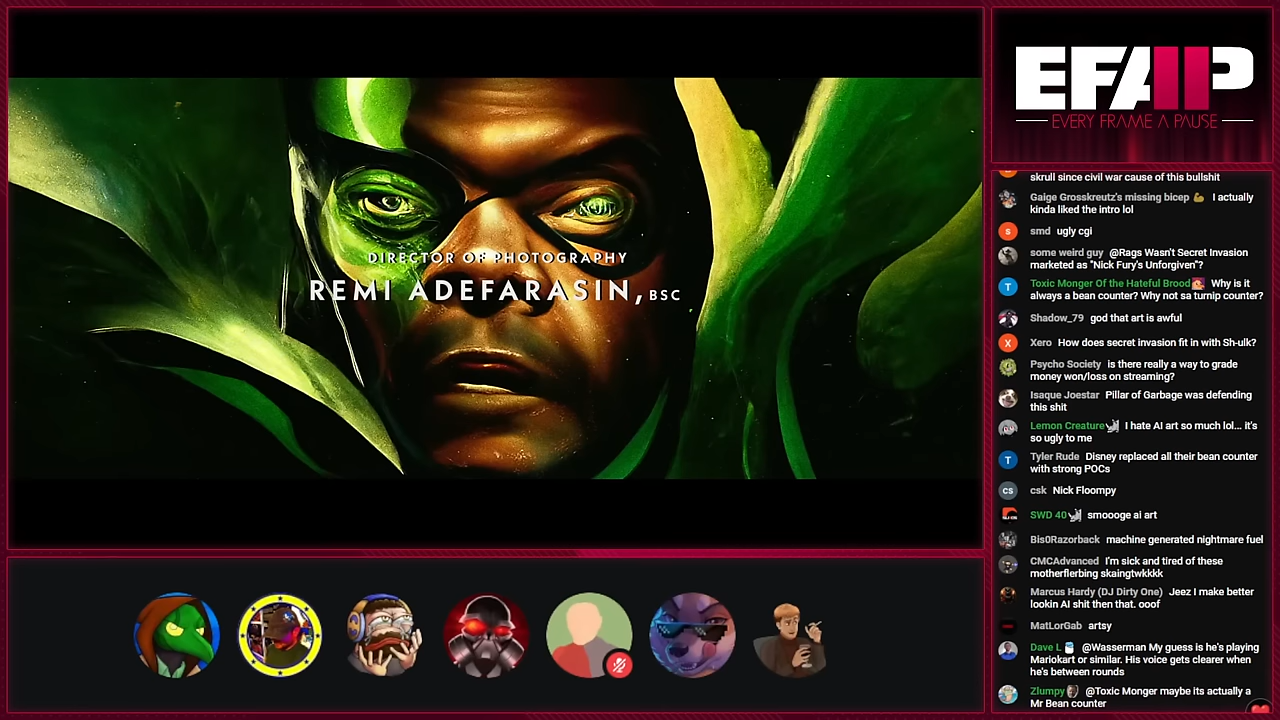 DIRECTOR OF PHOTOGRAPHY
REMI ADEFARASIN, BSC
EFAP
EVERY FRAME A PAUSE
skrull since civil war cause of this bullshit
Gaige Grosskreutz's missing bicep 💪 I actually
kinda liked the intro lol
S
smd ugly cgi
some weird guy @Rags Wasn't Secret Invasion
marketed as "Nick Fury's Unforgiven"?
T
Toxic Monger Of the Hateful Brood Why is it
always a bean counter? Why not sa turnip counter?
Shadow_79 god that art is awful
X
Xero How does secret invasion fit in with Sh-ulk?
Psycho Society is there really a way to grade
money won/loss on streaming?
Isaque Joestar Pillar of Garbage was defending
this shit
Lemon Creature I hate AI art so much lol... it's
so ugly to me
T
Tyler Rude Disney replaced all their bean counter
with strong POCs
cs
csk Nick Floompy
SWD 40 smoooge ai art
Bis0Razorback machine generated nightmare fuel
CMCAdvanced I'm sick and tired of these
motherflerbing skaingtwkkkk
Marcus Hardy (DJ Dirty One) Jeez I make better
lookin AI shit then that. ooof
MatLorGab artsy
Dave L @Wasserman My guess is he's playing
Mariokart or similar. His voice gets clearer when
he's between rounds
Zlumpy @Toxic Monger maybe its actually a
Mr Bean counter